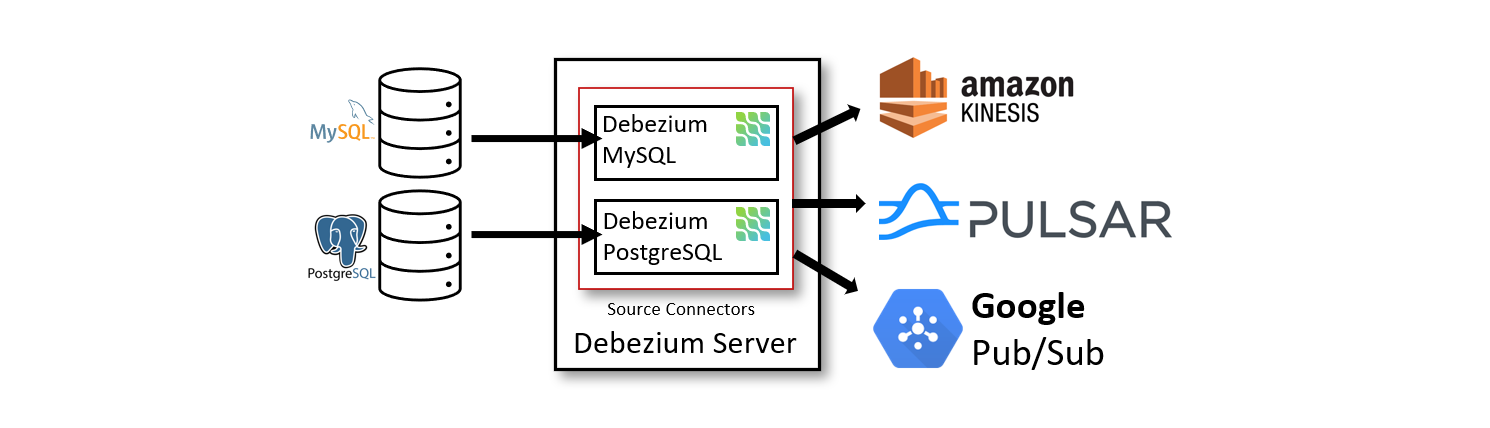 MySQL
PostgreSQL
Debezium
MySQL
Debezium
PostgreSQL
Source Connectors
Debezium Server
amazon
KINESIS
PULSAR
Google
Pub/Sub